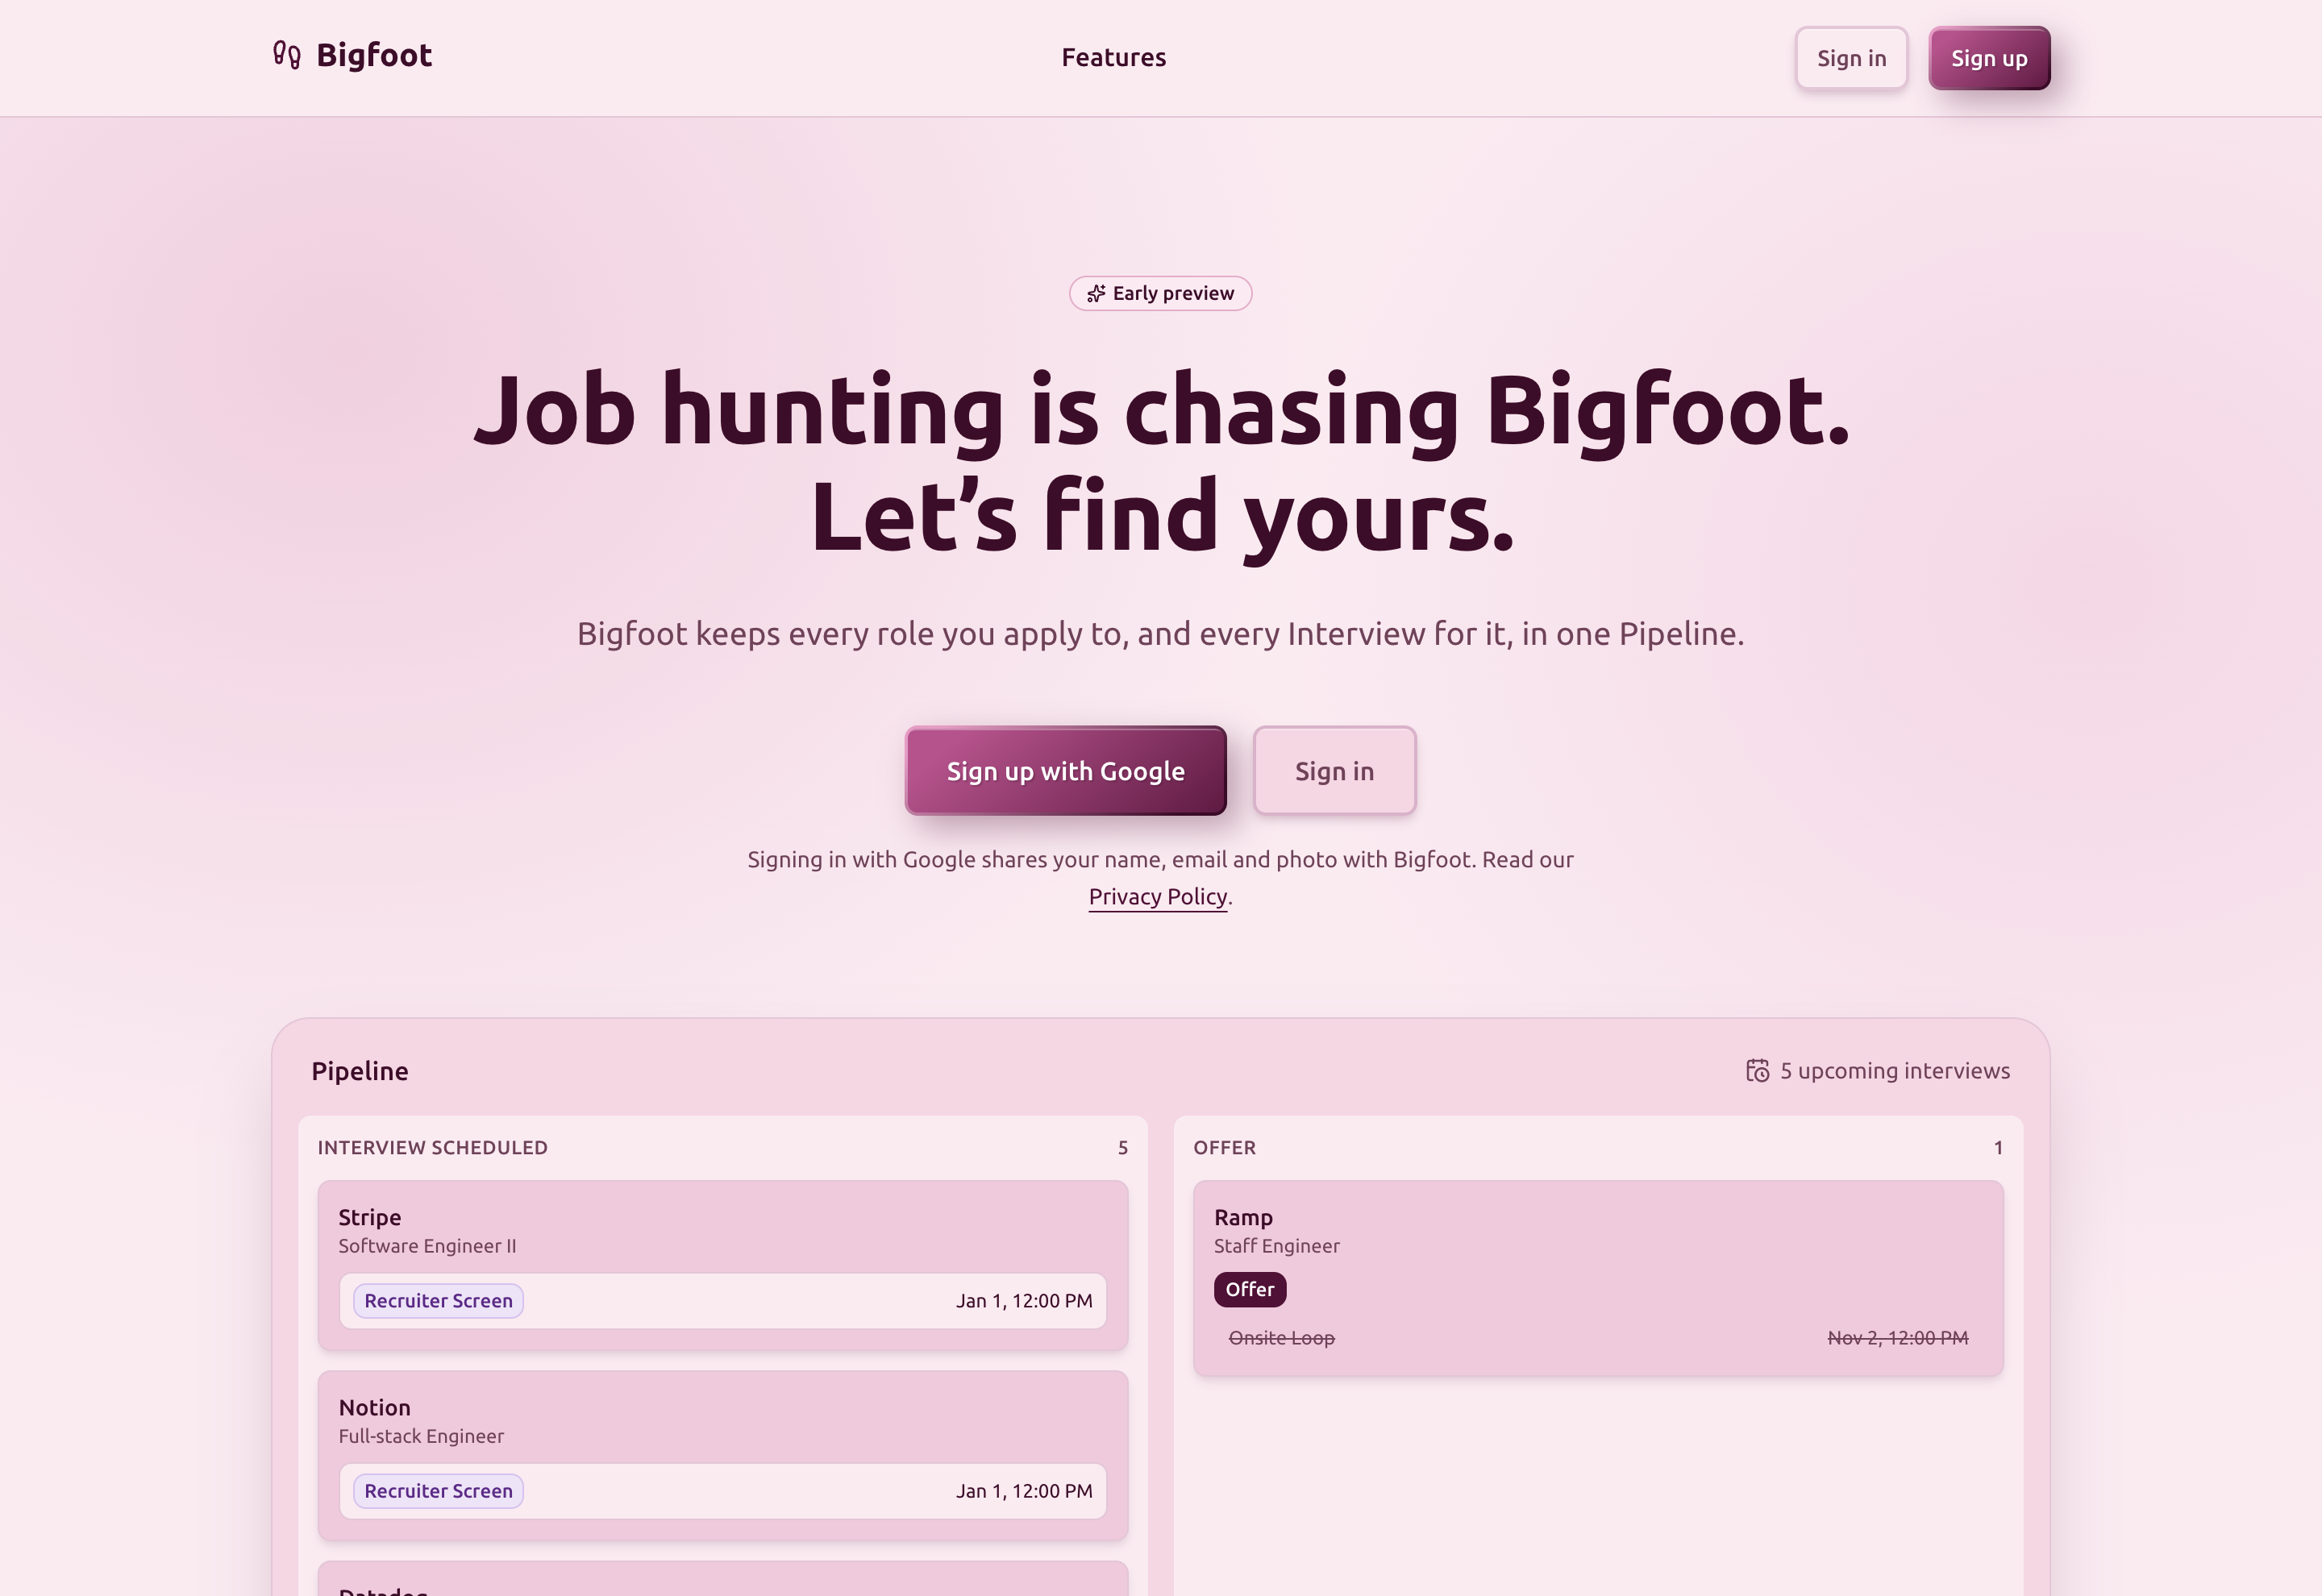 Bigfoot
Features
Sign in
Sign up
Early preview
Job hunting is chasing Bigfoot.
Let’s find yours.
Bigfoot keeps every role you apply to, and every Interview for it, in one Pipeline.
Sign up with Google
Sign in
Signing in with Google shares your name, email and photo with Bigfoot. Read our
Privacy Policy.
Pipeline
5 upcoming interviews
INTERVIEW SCHEDULED
5
Stripe
Software Engineer II
Recruiter Screen
Jan 1, 12:00 PM
Notion
Full-stack Engineer
Recruiter Screen
Jan 1, 12:00 PM
OFFER
1
Ramp
Staff Engineer
Offer
Onsite Loop
Nov 2, 12:00 PM